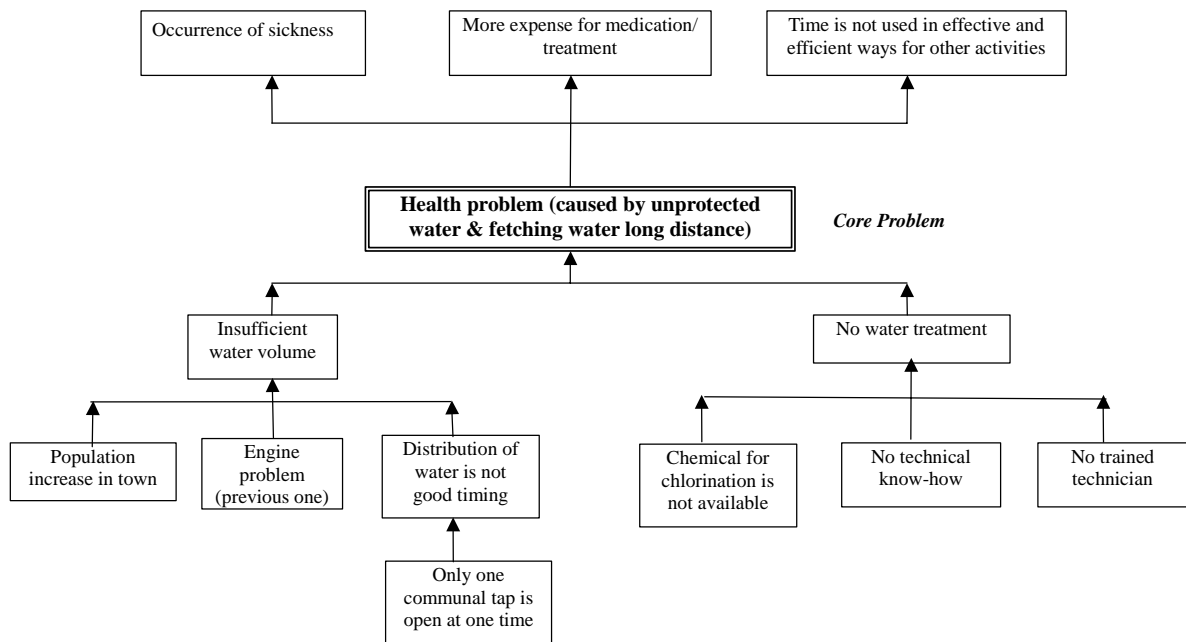 Occurrence of sickness
More expense for medication/
treatment
Time is not used in effective and
efficient ways for other activities
Health problem (caused by unprotected
water & fetching water long distance)
Core Problem
Insufficient
water volume
No water treatment
Population
increase in town
Engine
problem
(previous one)
Distribution of
water is not
good timing
Chemical for
chlorination is
not available
No technical
know-how
No trained
technician
Only one
communal tap is
open at one time